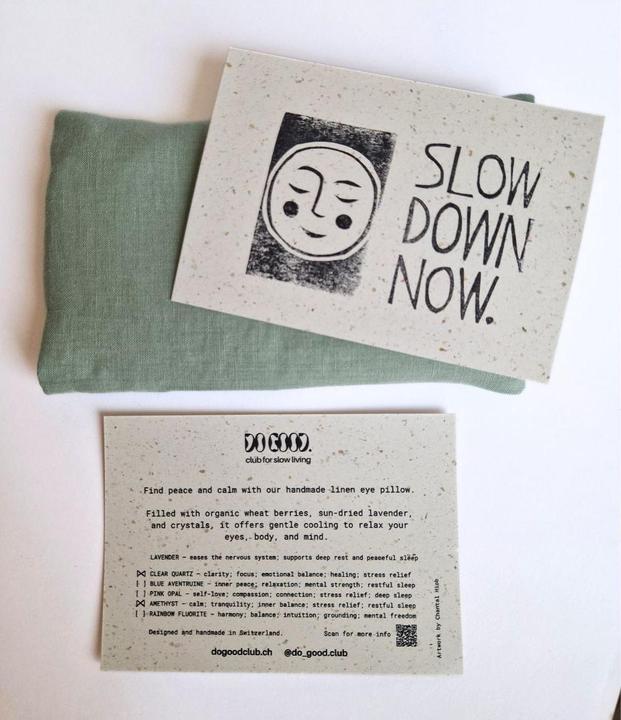 SLOW
DOWN
NOW.
DO GOOD.
club for slow living
Find peace and calm with our handmade linen eye pillow.
Filled with organic wheat berries, sun-dried lavender,
and crystals, it offers gentle cooling to relax your
eyes, body, and mind.
LAVENDER – eases the nervous system; supports deep rest and peaceful sleep
[X] CLEAR QUARTZ – clarity; focus; emotional balance; healing; stress relief
[ ] BLUE AVENTRUINE – inner peace; relaxation; mental strength; restful sleep
[ ] PINK OPAL – self-love; compassion; connection; stress relief; deep sleep
[X] AMETHYST – calm; tranquility; inner balance; stress relief; restful sleep
[ ] RAINBOW FLUORITE – harmony; balance; intuition; grounding; mental freedom
Designed and handmade in Switzerland. Scan for more info
dogoodclub.ch @do_good.club
Artwork by Chantal Hiob